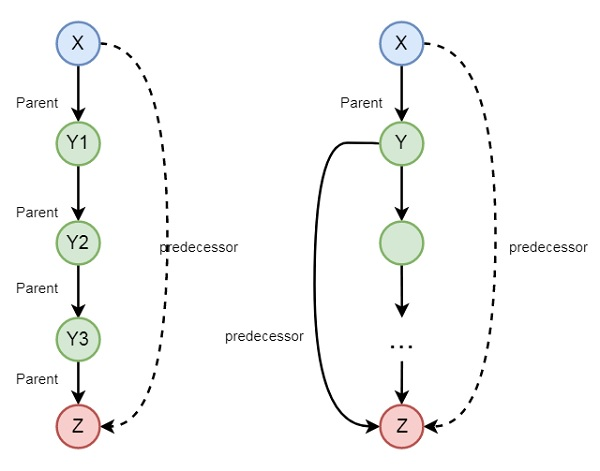 X
Parent
Y1
Parent
Y2
predecessor
Parent
Y3
Parent
Z
X
Parent
Y
predecessor
predecessor
...
Z